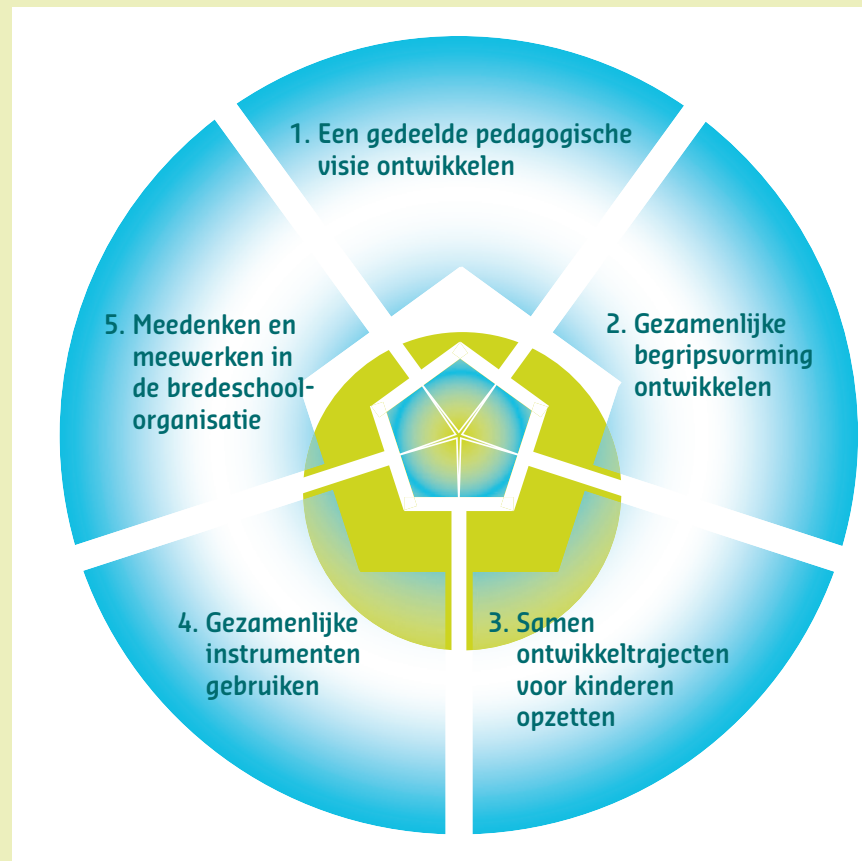 1. Een gedeelde pedagogische
visie ontwikkelen
2. Gezamenlijke
begripsvorming
ontwikkelen
3. Samen
ontwikkeltrajecten
voor kinderen
opzetten
4. Gezamenlijke
instrumenten
gebruiken
5. Meedenken en
meewerken in
de bredeschool-
organisatie